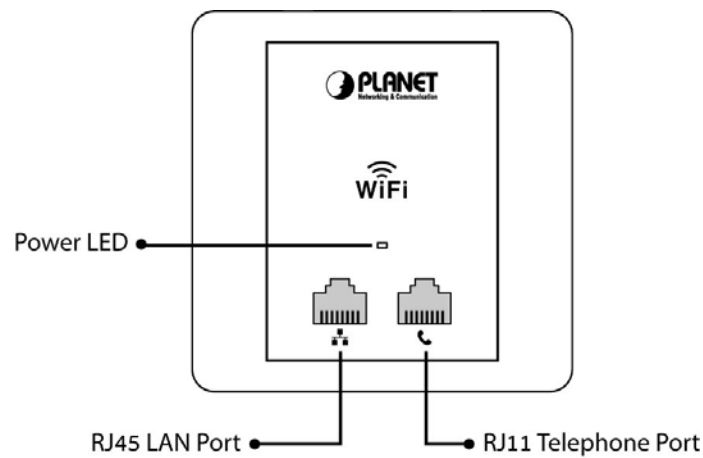 PLANET
Networking & Communication
WiFi
Power LED
RJ45 LAN Port
RJ11 Telephone Port